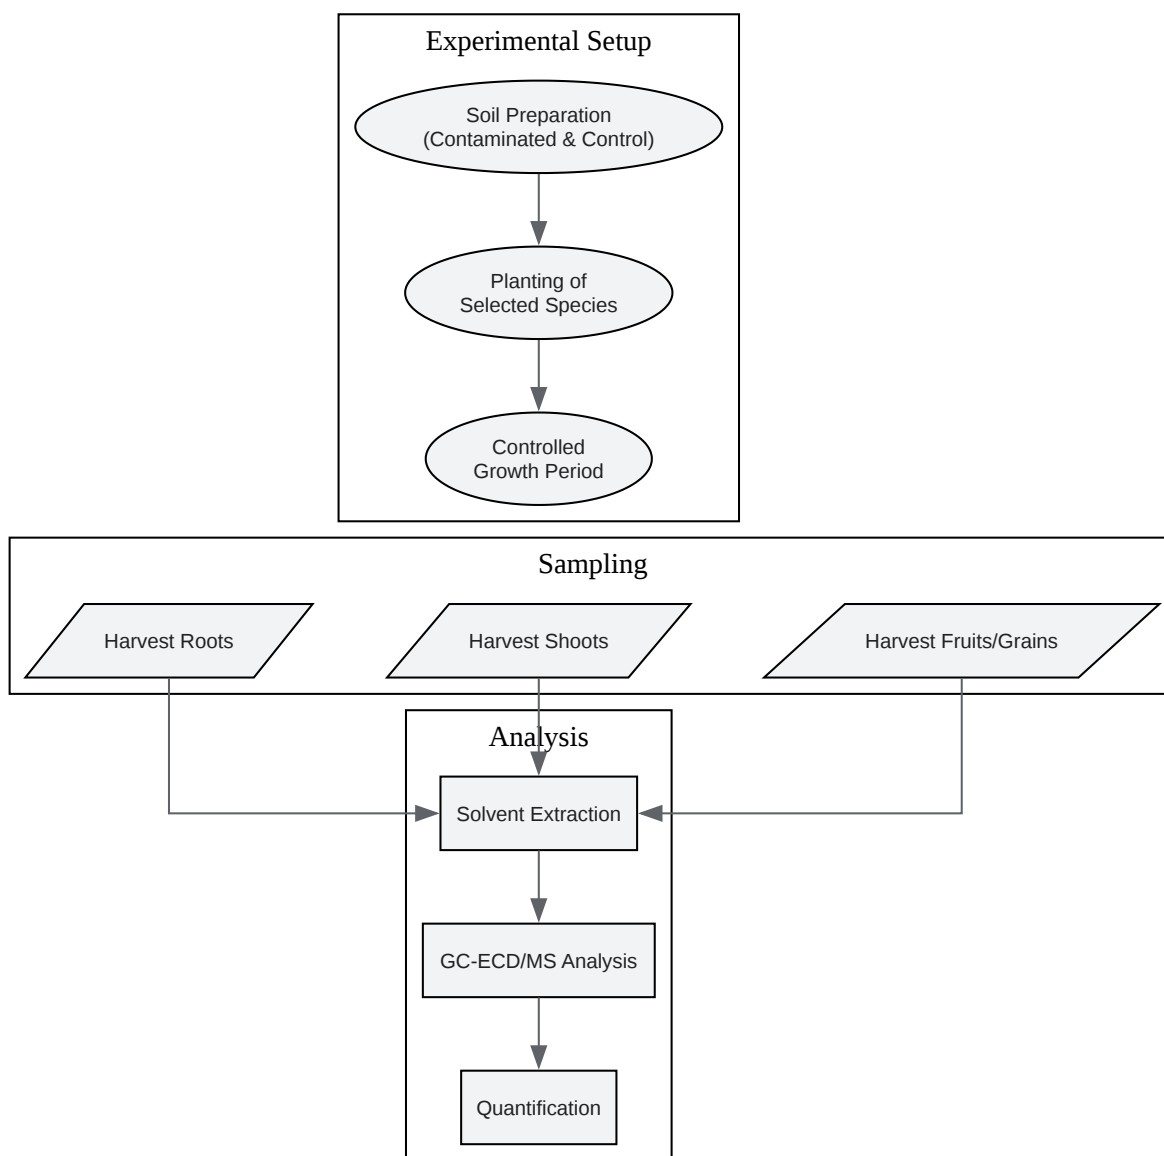 Experimental Setup
Soil Preparation
(Contaminated & Control)
Planting of
Selected Species
Controlled
Growth Period
Sampling
Harvest Roots
Harvest Shoots
Harvest Fruits/Grains
Analysis
Solvent Extraction
GC-ECD/MS Analysis
Quantification